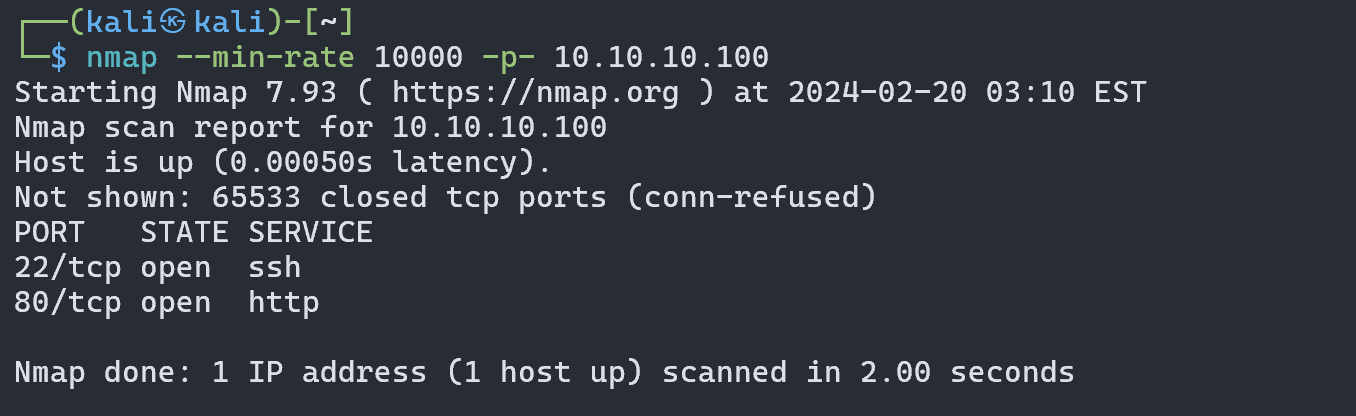 ┌──(kali㉿kali)-[~]
└─$ nmap --min-rate 10000 -p- 10.10.10.100
Starting Nmap 7.93 ( https://nmap.org ) at 2024-02-20 03:10 EST
Nmap scan report for 10.10.10.100
Host is up (0.00050s latency).
Not shown: 65533 closed tcp ports (conn-refused)
PORT   STATE SERVICE
22/tcp open  ssh
80/tcp open  http

Nmap done: 1 IP address (1 host up) scanned in 2.00 seconds